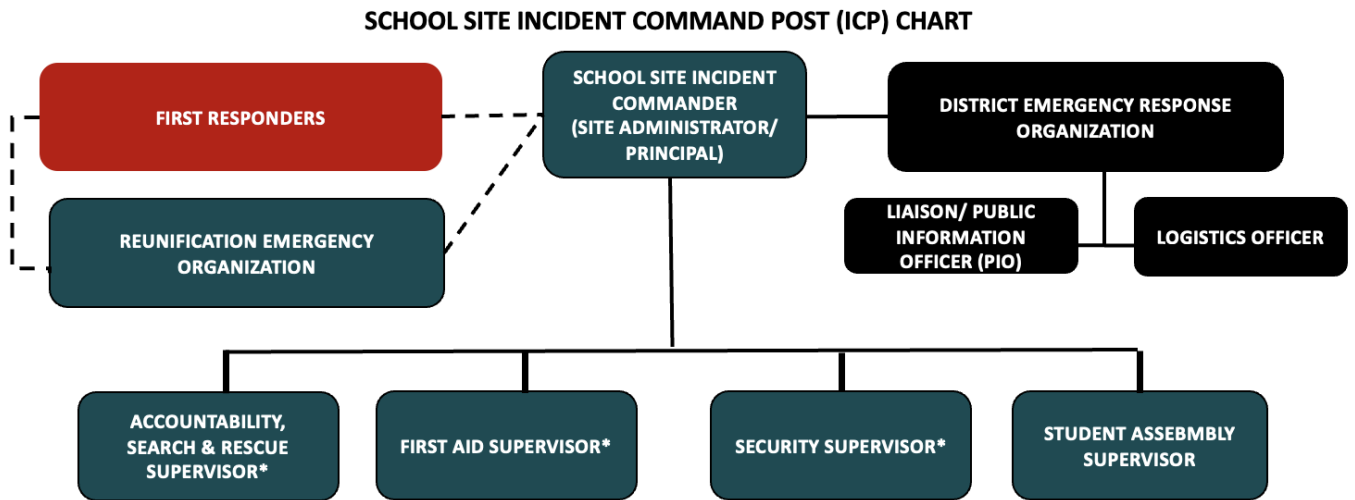 SCHOOL SITE INCIDENT COMMAND POST (ICP) CHART
FIRST RESPONDERS
SCHOOL SITE INCIDENT
COMMANDER
(SITE ADMINISTRATOR/
PRINCIPAL)
DISTRICT EMERGENCY RESPONSE
ORGANIZATION
REUNIFICATION EMERGENCY
ORGANIZATION
LIAISON/ PUBLIC
INFORMATION
OFFICER (PIO)
LOGISTICS OFFICER
ACCOUNTABILITY,
SEARCH & RESCUE
SUPERVISOR*
FIRST AID SUPERVISOR*
SECURITY SUPERVISOR*
STUDENT ASSEBMBLY
SUPERVISOR